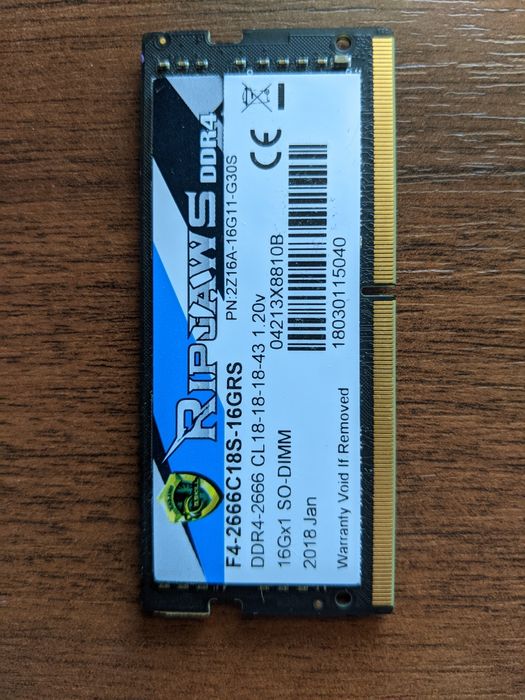 RIPJAWS DDR4
PN:2Z16A-16G11-G30S
F4-2666C18S-16GRS
DDR4-2666 CL18-18-18-43 1.20v
16Gx1 SO-DIMM
04213X8810B
2018 Jan
18030115040
Warranty Void If Removed
CE